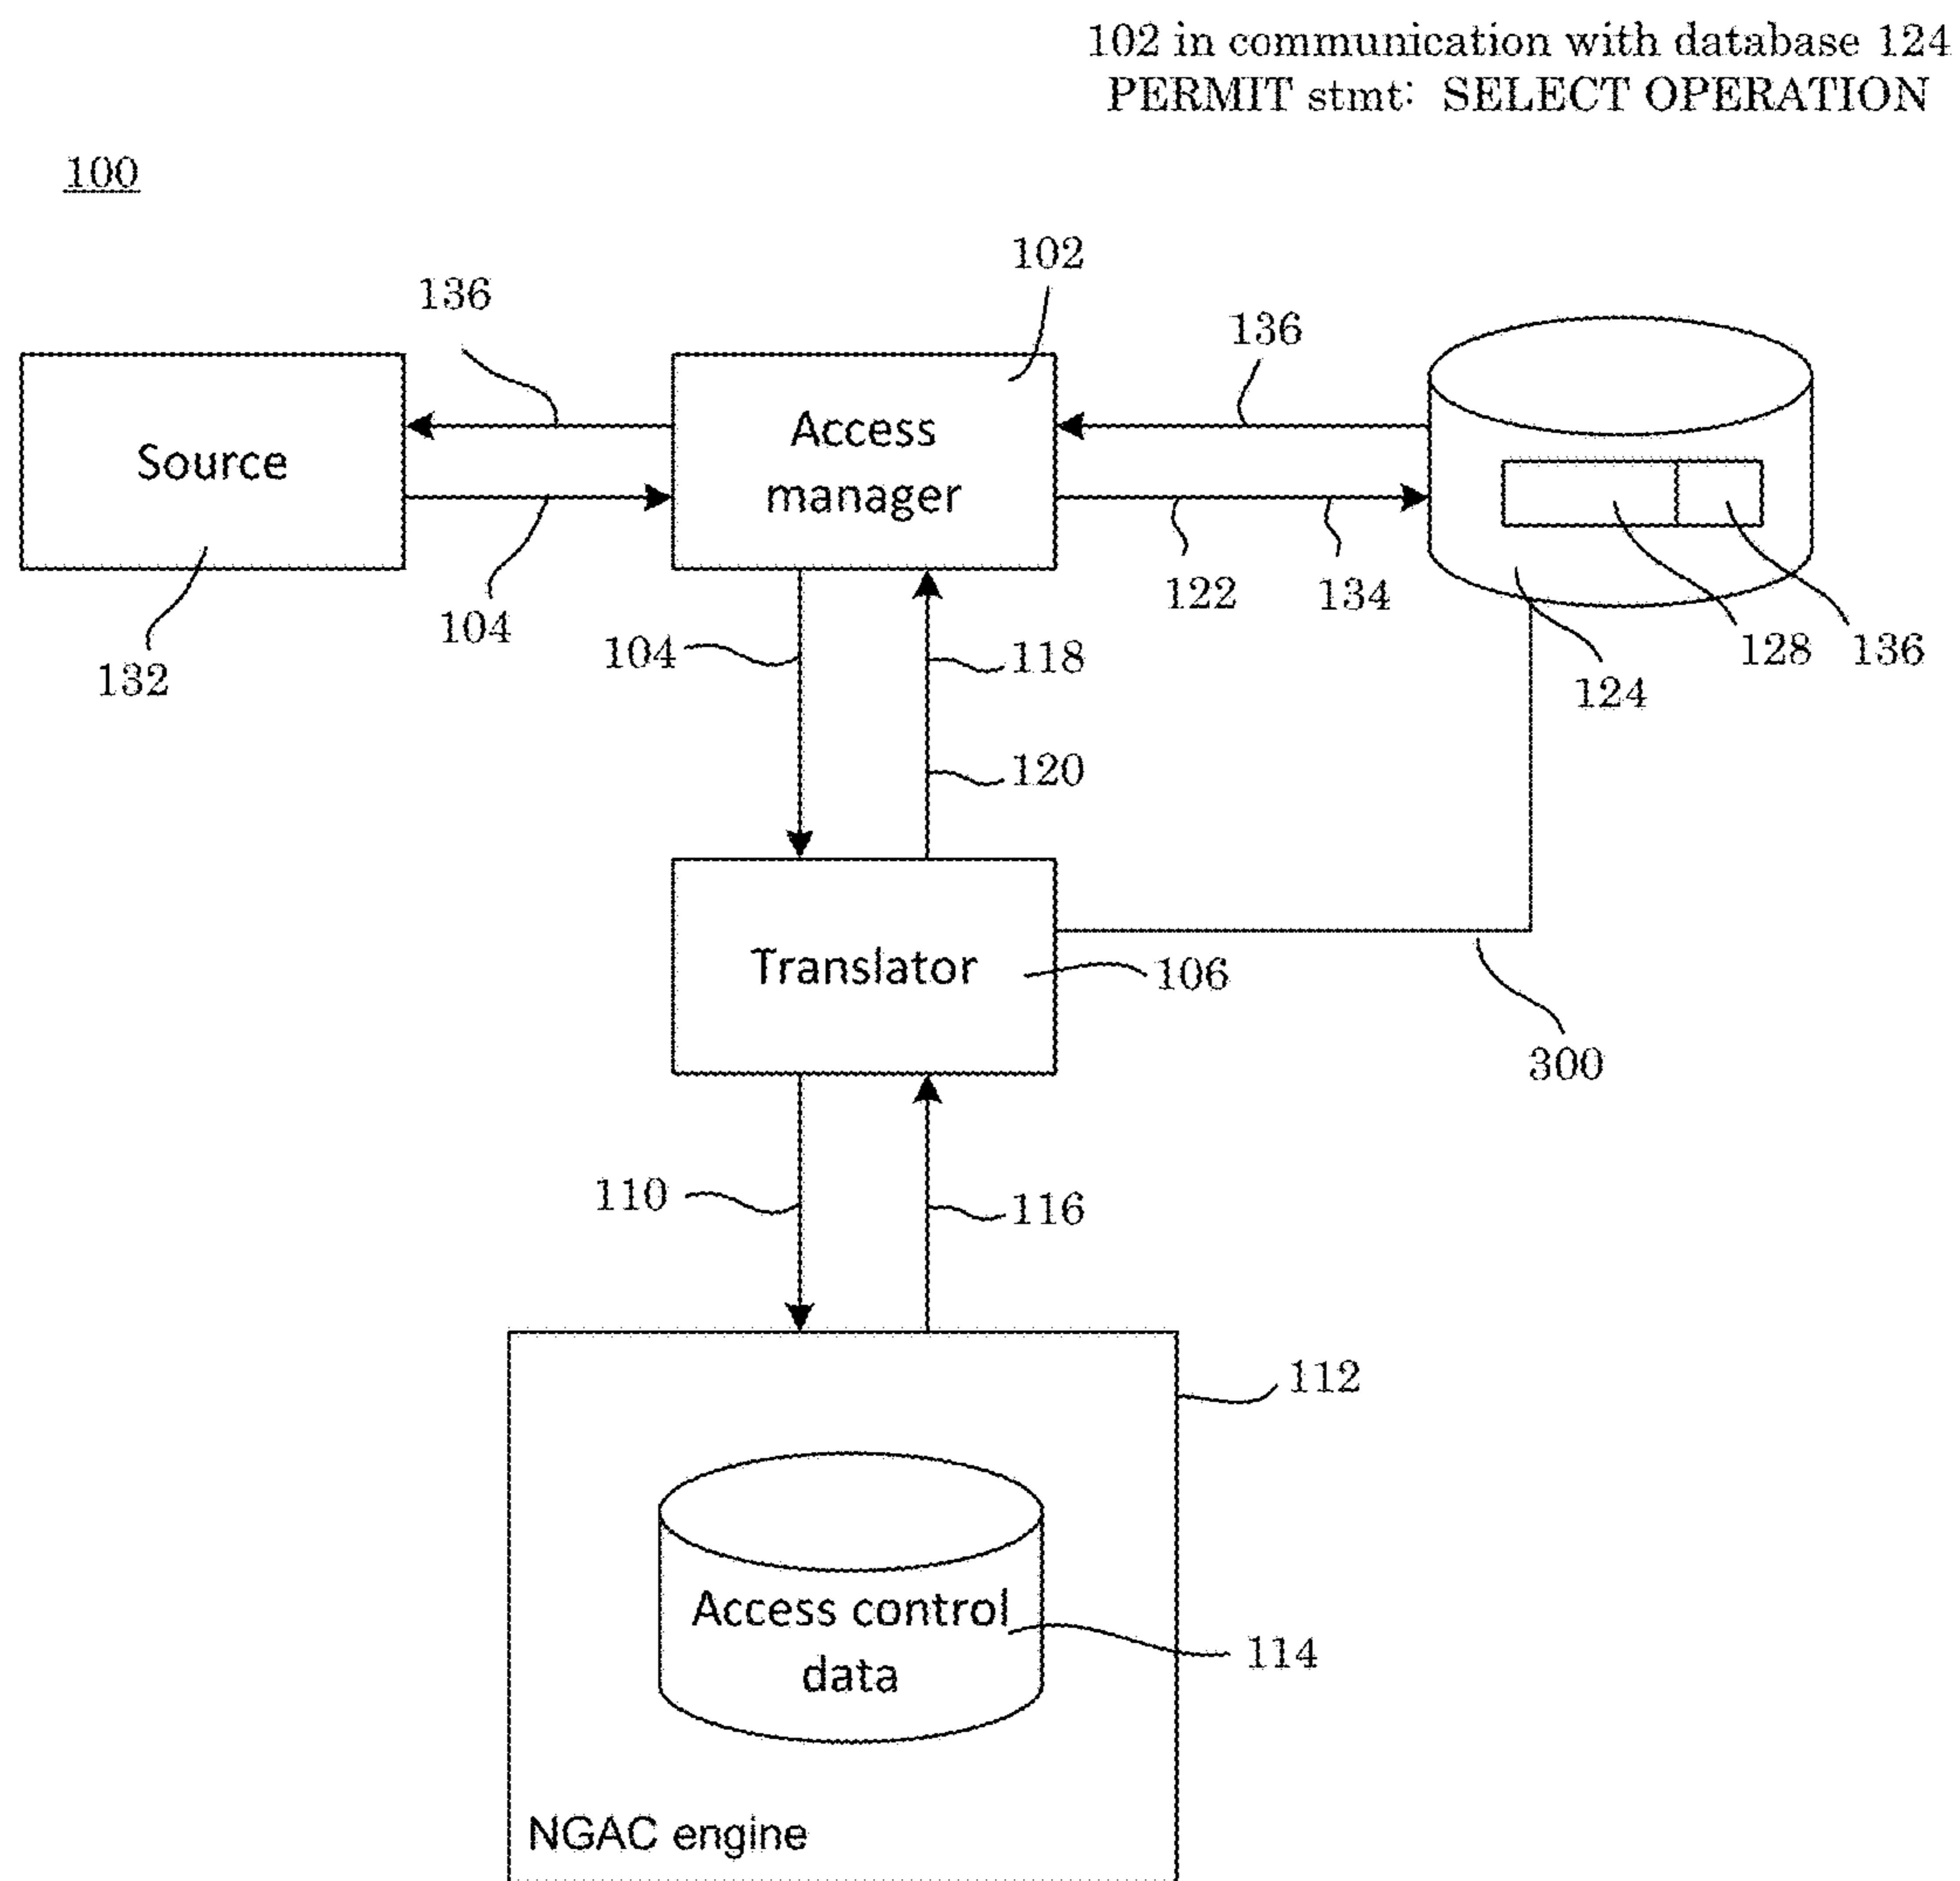 102 in communication with database 124
PERMIT stmt: SELECT OPERATION
100
102
136
136
Source
Access
manager
104
122
134
132
104
118
128
136
124
120
Translator
106
300
110
116
112
Access control
data
114
NGAC engine